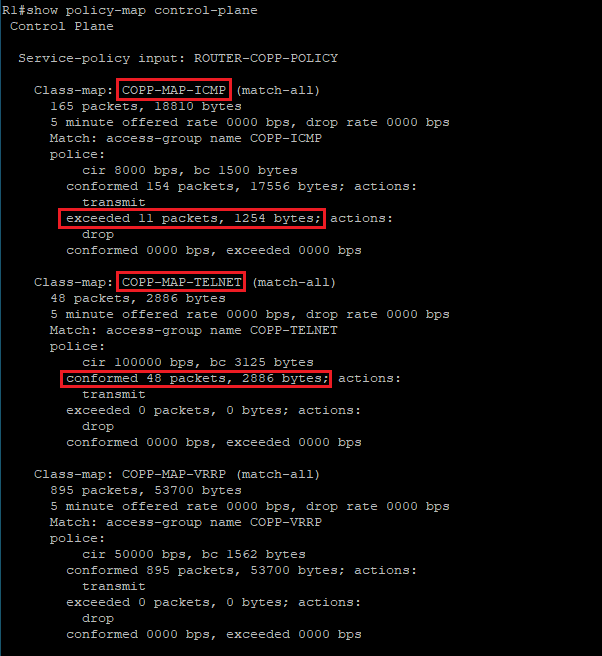 R1#show policy-map control-plane
Control Plane
Service-policy input: ROUTER-COPP-POLICY
Class-map: COPP-MAP-ICMP (match-all)
165 packets, 18810 bytes
5 minute offered rate 0000 bps, drop rate 0000 bps
Match: access-group name COPP-ICMP
police:
cir 8000 bps, bc 1500 bytes
conformed 154 packets, 17556 bytes; actions:
transmit
exceeded 11 packets, 1254 bytes; actions:
drop
conformed 0000 bps, exceeded 0000 bps
Class-map: COPP-MAP-TELNET (match-all)
48 packets, 2886 bytes
5 minute offered rate 0000 bps, drop rate 0000 bps
Match: access-group name COPP-TELNET
police:
cir 100000 bps, bc 3125 bytes
conformed 48 packets, 2886 bytes; actions:
transmit
exceeded 0 packets, 0 bytes; actions:
drop
conformed 0000 bps, exceeded 0000 bps
Class-map: COPP-MAP-VRRP (match-all)
895 packets, 53700 bytes
5 minute offered rate 0000 bps, drop rate 0000 bps
Match: access-group name COPP-VRRP
police:
cir 50000 bps, bc 1562 bytes
conformed 895 packets, 53700 bytes; actions:
transmit
exceeded 0 packets, 0 bytes; actions:
drop
conformed 0000 bps, exceeded 0000 bps